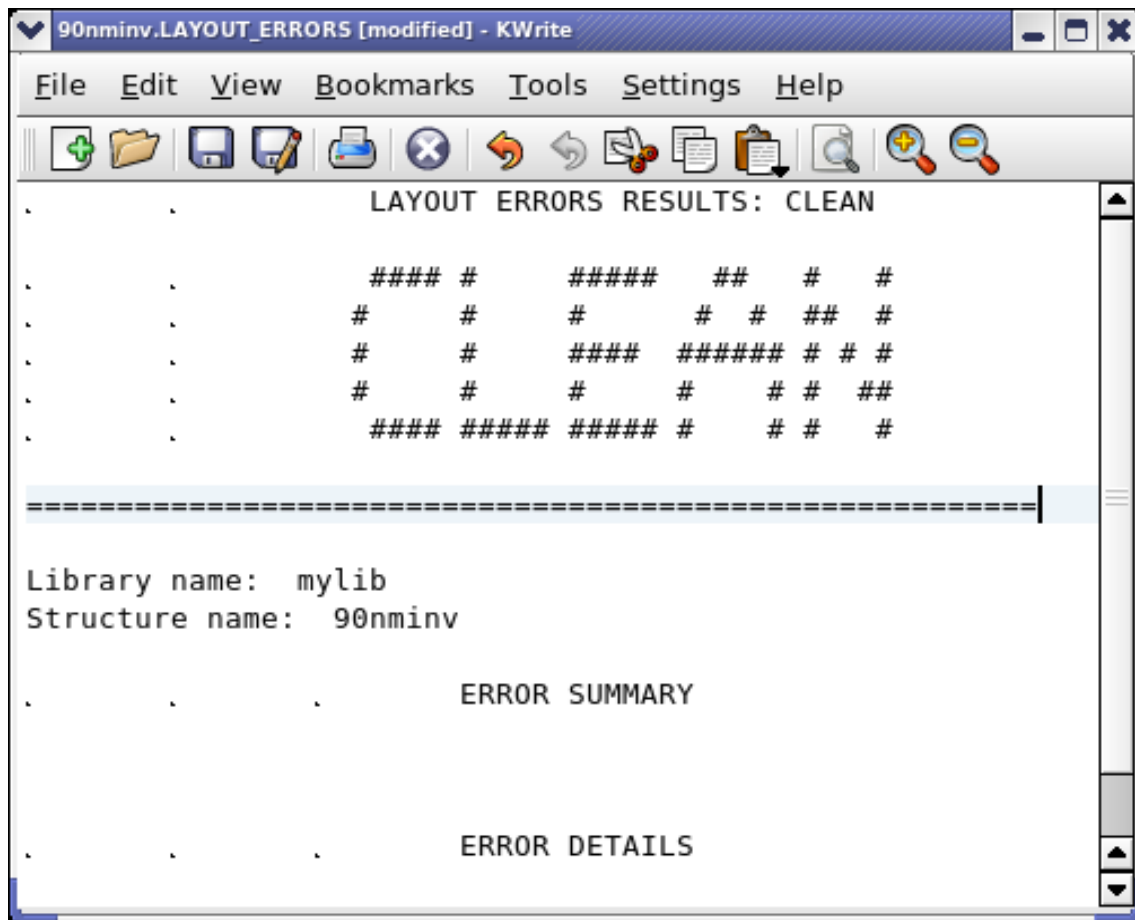 90nminv.LAYOUT_ERRORS [modified] - KWrite
File Edit View Bookmarks Tools Settings Help
.       .           LAYOUT ERRORS RESULTS: CLEAN
.       .           #### #     #####   ##   #   #
.       .          #     #     #      #  #  ##  #
.       .          #     #     ####  ###### # # #
.       .          #     #     #     #    # #  ##
.       .           #### ##### ##### #    # #   #
========================================================
Library name:  mylib
Structure name:  90nminv
.       .       .       ERROR SUMMARY
.       .       .       ERROR DETAILS